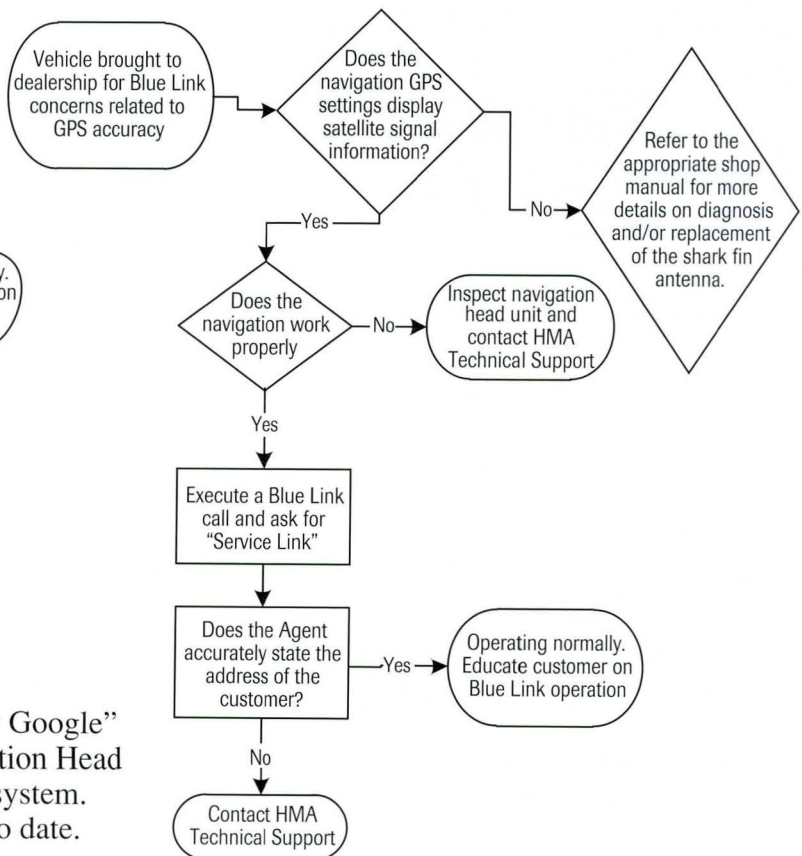 Vehicle brought to
dealership for Blue Link
concerns related to
GPS accuracy
Does the
navigation GPS
settings display
satellite signal
information?
No
Refer to the
appropriate shop
manual for more
details on diagnosis
and/or replacement
of the shark fin
antenna.
Yes
Does the
navigation work
properly
No
Inspect navigation
head unit and
contact HMA
Technical Support
Yes
Execute a Blue Link
call and ask for
“Service Link”
Does the Agent
accurately state the
address of the
customer?
Yes
Operating normally.
Educate customer on
Blue Link operation
No
Contact HMA
Technical Support
y.
on
Google”
tion Head
system.
o date.